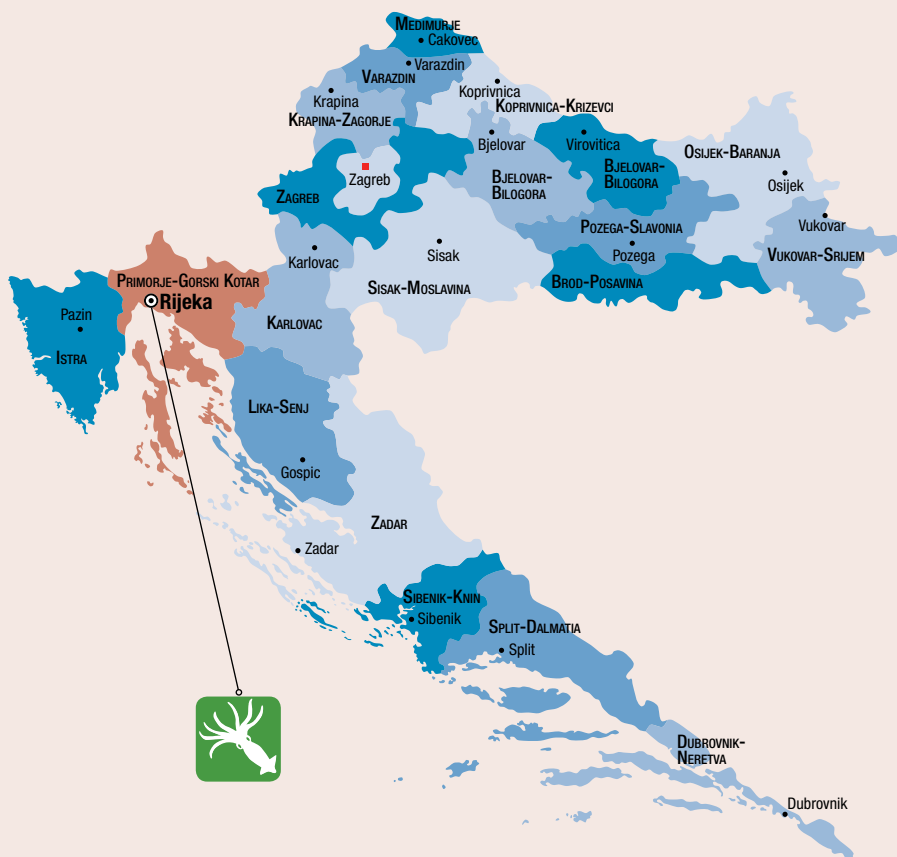 MEDIMURJE
Cakovec
VARAZDIN
Varazdin
Koprivnica
KOPRIVNICA-KRIZEVCI
Krapina
KRAPINA-ZAGORJE
Bjelovar
BJELOVAR-
BILOGORA
Virovitica
BJELOVAR-
BILOGORA
OSIJEK-BARANJA
Osijek
Zagreb
ZAGREB
POZEGA-SLAVONIA
Pozega
Vukovar
VUKOVAR-SRIJEM
Karlovac
Sisak
SISAK-MOSLAVINA
BROD-POSAVINA
PRIMORJE-GORSKI KOTAR
Rijeka
Pazin
ISTRA
KARLOVAC
LIKA-SENJ
Gospic
ZADAR
Zadar
SIBENIK-KNIN
Sibenik
SPLIT-DALMATIA
Split
DUBROVNIK-
NERETVA
Dubrovnik